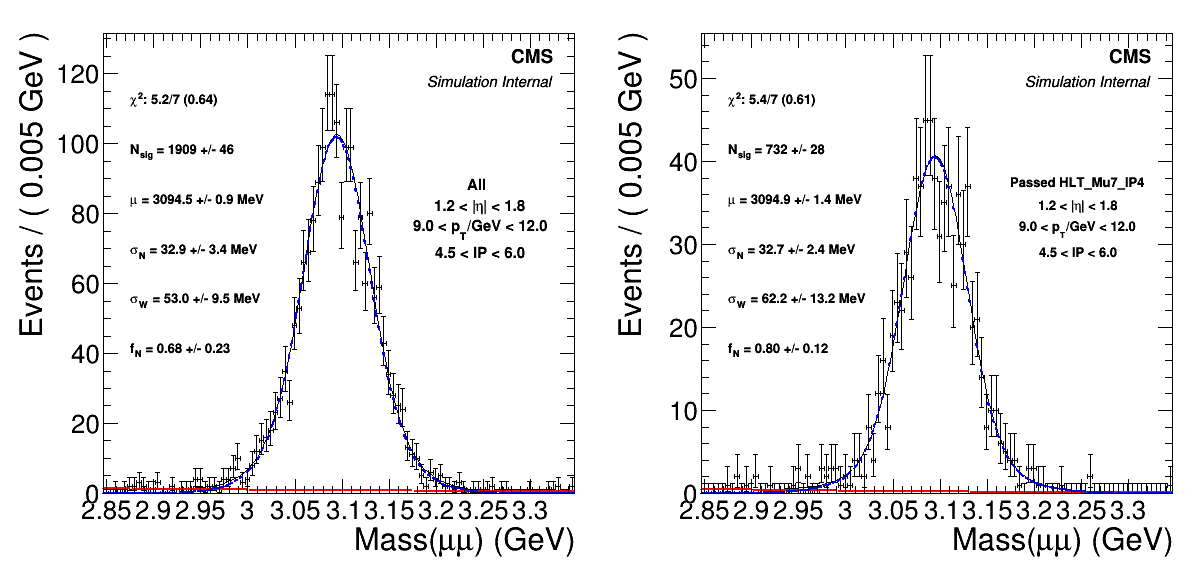 CMS
Simulation Internal
χ²: 5.2/7 (0.64)
N_sig = 1909 +/- 46
μ = 3094.5 +/- 0.9 MeV
σ_N = 32.9 +/- 3.4 MeV
σ_W = 53.0 +/- 9.5 MeV
f_N = 0.68 +/- 0.23
All
1.2 < |η| < 1.8
9.0 < p_T/GeV < 12.0
4.5 < IP < 6.0
Events / ( 0.005 GeV )
120
100
80
60
40
20
0
2.85 2.9 2.95 3 3.05 3.1 3.15 3.2 3.25 3.3
Mass(μμ) (GeV)
CMS
Simulation Internal
χ²: 5.4/7 (0.61)
N_sig = 732 +/- 28
μ = 3094.9 +/- 1.4 MeV
σ_N = 32.7 +/- 2.4 MeV
σ_W = 62.2 +/- 13.2 MeV
f_N = 0.80 +/- 0.12
Passed HLT_Mu7_IP4
1.2 < |η| < 1.8
9.0 < p_T/GeV < 12.0
4.5 < IP < 6.0
Events / ( 0.005 GeV )
50
40
30
20
10
0
2.85 2.9 2.95 3 3.05 3.1 3.15 3.2 3.25 3.3
Mass(μμ) (GeV)